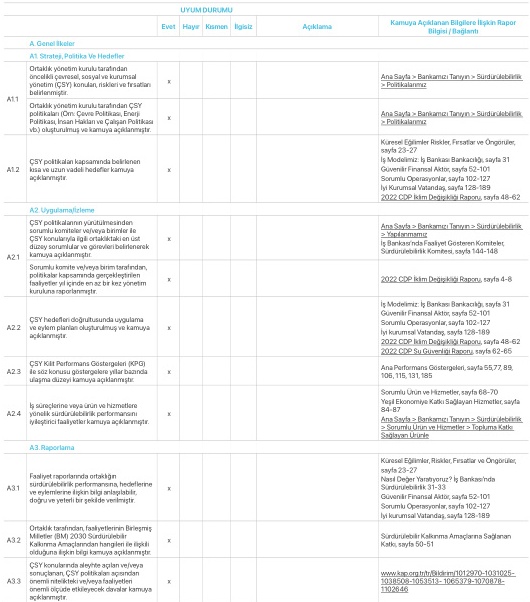 UYUM DURUMU
Evet Hayır Kısmen İlgisiz Açıklama Kamuya Açıklanan Bilgilere İlişkin Rapor
Bilgisi / Bağlantı
A. Genel İlkeler
A1. Strateji, Politika Ve Hedefler
A1.1
Ortaklık yönetim kurulu tarafından
öncelikli çevresel, sosyal ve kurumsal
yönetim (ÇSY) konuları, riskleri ve fırsatları
belirlenmiştir.
x
Ana Sayfa > Bankamızı Tanıyın > Sürdürülebilirlik
> Politikalarımız
Ortaklık yönetim kurulu tarafından ÇSY
politikaları (Örn: Çevre Politikası, Enerji
Politikası, İnsan Hakları ve Çalışan Politikası
vb.) oluşturulmuş ve kamuya açıklanmıştır.
x
Ana Sayfa > Bankamızı Tanıyın > Sürdürülebilirlik
> Politikalarımız
A1.2
ÇSY politikaları kapsamında belirlenen
kısa ve uzun vadeli hedefler kamuya
açıklanmıştır.
x
Küresel Eğilimler Riskler, Fırsatlar ve Öngörüler,
sayfa 23-27
İş Modelimiz: İş Bankası Bankacılığı, sayfa 31
Güvenilir Finansal Aktör, sayfa 52-101
Sorumlu Operasyonlar, sayfa 102-127
İyi Kurumsal Vatandaş, sayfa 128-189
2022 CDP İklim Değişikliği Raporu, sayfa 48-62
A2. Uygulama/İzleme
A2.1
ÇSY politikalarının yürütülmesinden
sorumlu komiteler ve/veya birimler ile
ÇSY konularıyla ilgili ortaklıktaki en üst
düzey sorumlular ve görevleri belirlenerek
kamuya açıklanmıştır.
x
Ana Sayfa > Bankamızı Tanıyın > Sürdürülebilirlik
> Yapılanmamız
İş Bankası'nda Faaliyet Gösteren Komiteler,
Sürdürülebilirlik Komitesi, sayfa 144-148
Sorumlu komite ve/veya birim tarafından,
politikalar kapsamında gerçekleştirilen
faaliyetler yıl içinde en az bir kez yönetim
kuruluna raporlanmıştır.
x
2022 CDP İklim Değişikliği Raporu, sayfa 4-8
A2.2
ÇSY hedefleri doğrultusunda uygulama
ve eylem planları oluşturulmuş ve kamuya
açıklanmıştır.
x
İş Modelimiz: İş Bankası Bankacılığı, sayfa 31
Güvenilir Finansal Aktör, sayfa 52-101
Sorumlu Operasyonlar, sayfa 102-127
İyi kurumsal Vatandaş, sayfa 128-189
2022 CDP İklim Değişikliği Raporu, sayfa 48-62
2022 CDP Su Güvenliği Raporu, sayfa 62-65
A2.3
ÇSY Kilit Performans Göstergeleri (KPG)
ile söz konusu göstergelere yıllar bazında
ulaşma düzeyi kamuya açıklanmıştır.
x
Ana Performans Göstergeleri, sayfa 55,77, 89,
106, 115, 131, 185
A2.4
İş süreçlerine veya ürün ve hizmetlere
yönelik sürdürülebilirlik performansını
iyileştirici faaliyetler kamuya açıklanmıştır.
x
Sorumlu Ürün ve Hizmetler, sayfa 68-70
Yeşil Ekonomiye Katkı Sağlayan Hizmetler, sayfa
84-87
Ana Sayfa > Bankamızı Tanıyın > Sürdürülebilirlik
> Sorumlu Ürün ve Hizmetler > Topluma Katkı
Sağlayan Ürünler
A3. Raporlama
A3.1
Faaliyet raporlarında ortaklığın
sürdürülebilirlik performansına, hedeflerine
ve eylemlerine ilişkin bilgi anlaşılabilir,
doğru ve yeterli bir şekilde verilmiştir.
x
Küresel Eğilimler, Riskler, Fırsatlar ve Öngörüler,
sayfa 23-27
Nasıl Değer Yaratıyoruz? İş Bankası'nda
Sürdürülebilirlik 31-33
Güvenilir Finansal Aktör, sayfa 52-101
Sorumlu Operasyonlar, sayfa 102-127
İyi kurumsal Vatandaş, sayfa 128-189
A3.2
Ortaklık tarafından, faaliyetlerinin Birleşmiş
Milletler (BM) 2030 Sürdürülebilir
Kalkınma Amaçlarından hangileri ile ilişkili
olduğuna ilişkin bilgi kamuya açıklanmıştır.
x
Sürdürülebilir Kalkınma Amaçlarına Sağlanan
Katkı, sayfa 50-51
A3.3
ÇSY konularında aleyhte açılan ve/veya
sonuçlanan, ÇSY politikaları açısından
önemli nitelikteki ve/veya faaliyetleri
önemli ölçüde etkileyecek davalar kamuya
açıklanmıştır.
x
www.kap.org.tr/tr/Bildirim/1012970-1031025-
1038508-1053513- 1065379-1070878-
1102646